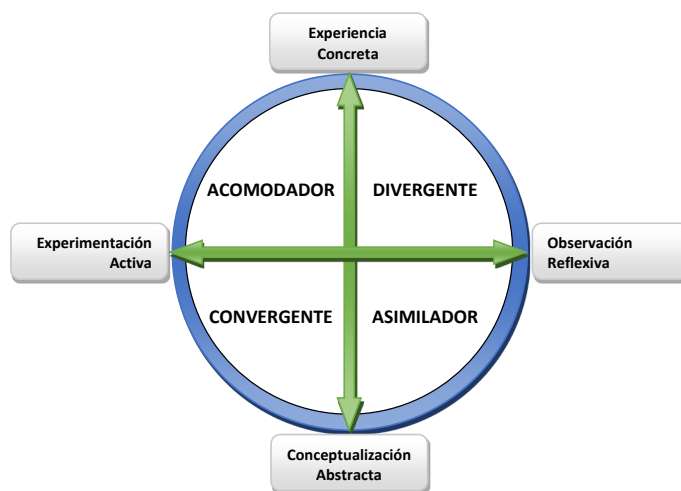 Experiencia
Concreta
ACOMODADOR
DIVERGENTE
Experimentación
Activa
Observación
Reflexiva
CONVERGENTE
ASIMILADOR
Conceptualización
Abstracta